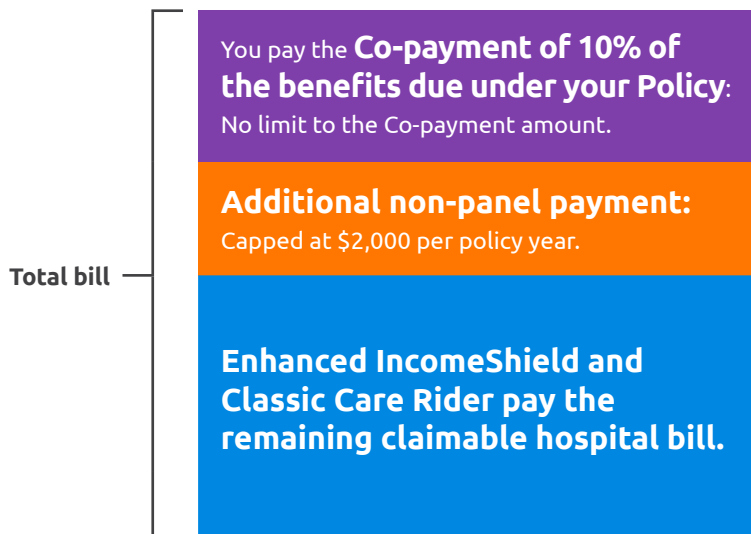 You pay the Co-payment of 10% of
the benefits due under your Policy:
No limit to the Co-payment amount.
Additional non-panel payment:
Capped at $2,000 per policy year.
Total bill
Enhanced IncomeShield and
Classic Care Rider pay the
remaining claimable hospital bill.